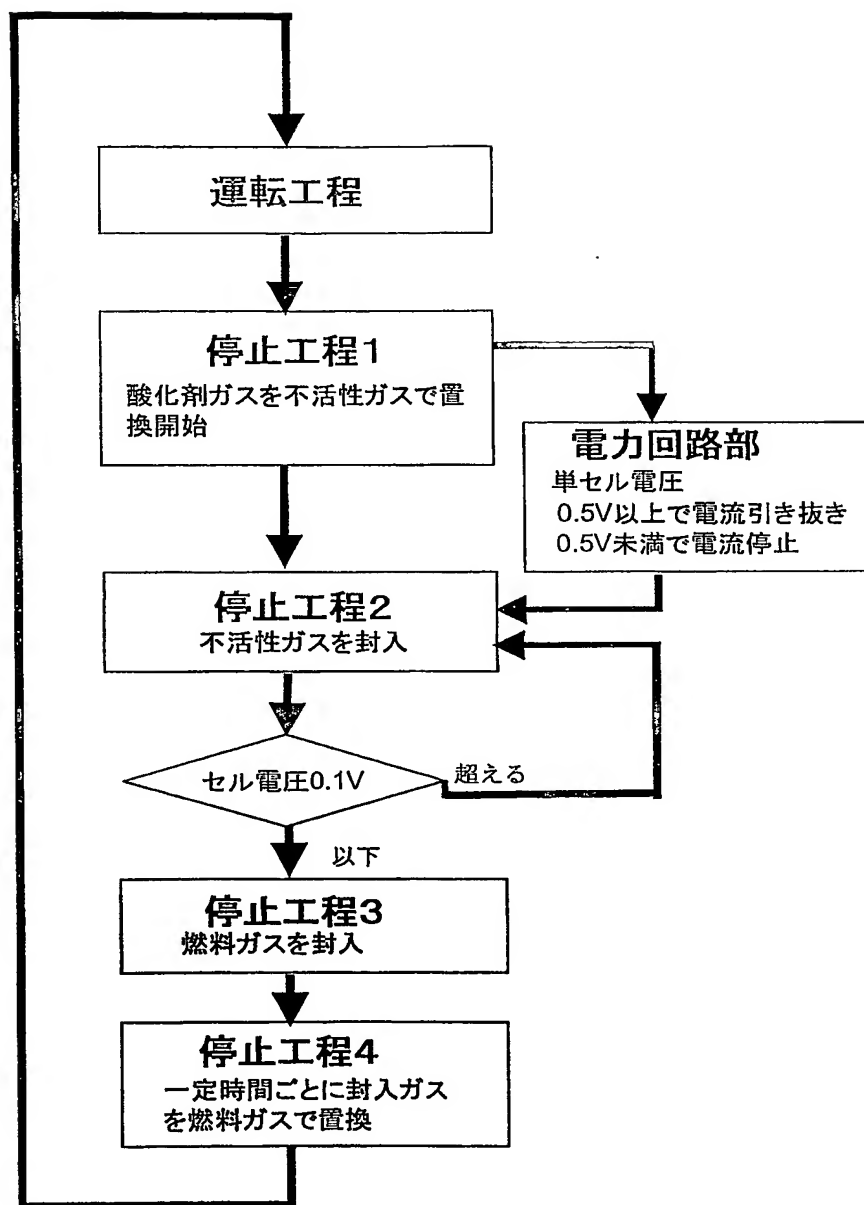 運転工程
停止工程1
酸化剤ガスを不活性ガスで置
換開始
電力回路部
単セル電圧
0.5V以上で電流引き抜き
0.5V未満で電流停止
停止工程2
不活性ガスを封入
セル電圧0.1V
超える
以下
停止工程3
燃料ガスを封入
停止工程4
一定時間ごとに封入ガス
を燃料ガスで置換